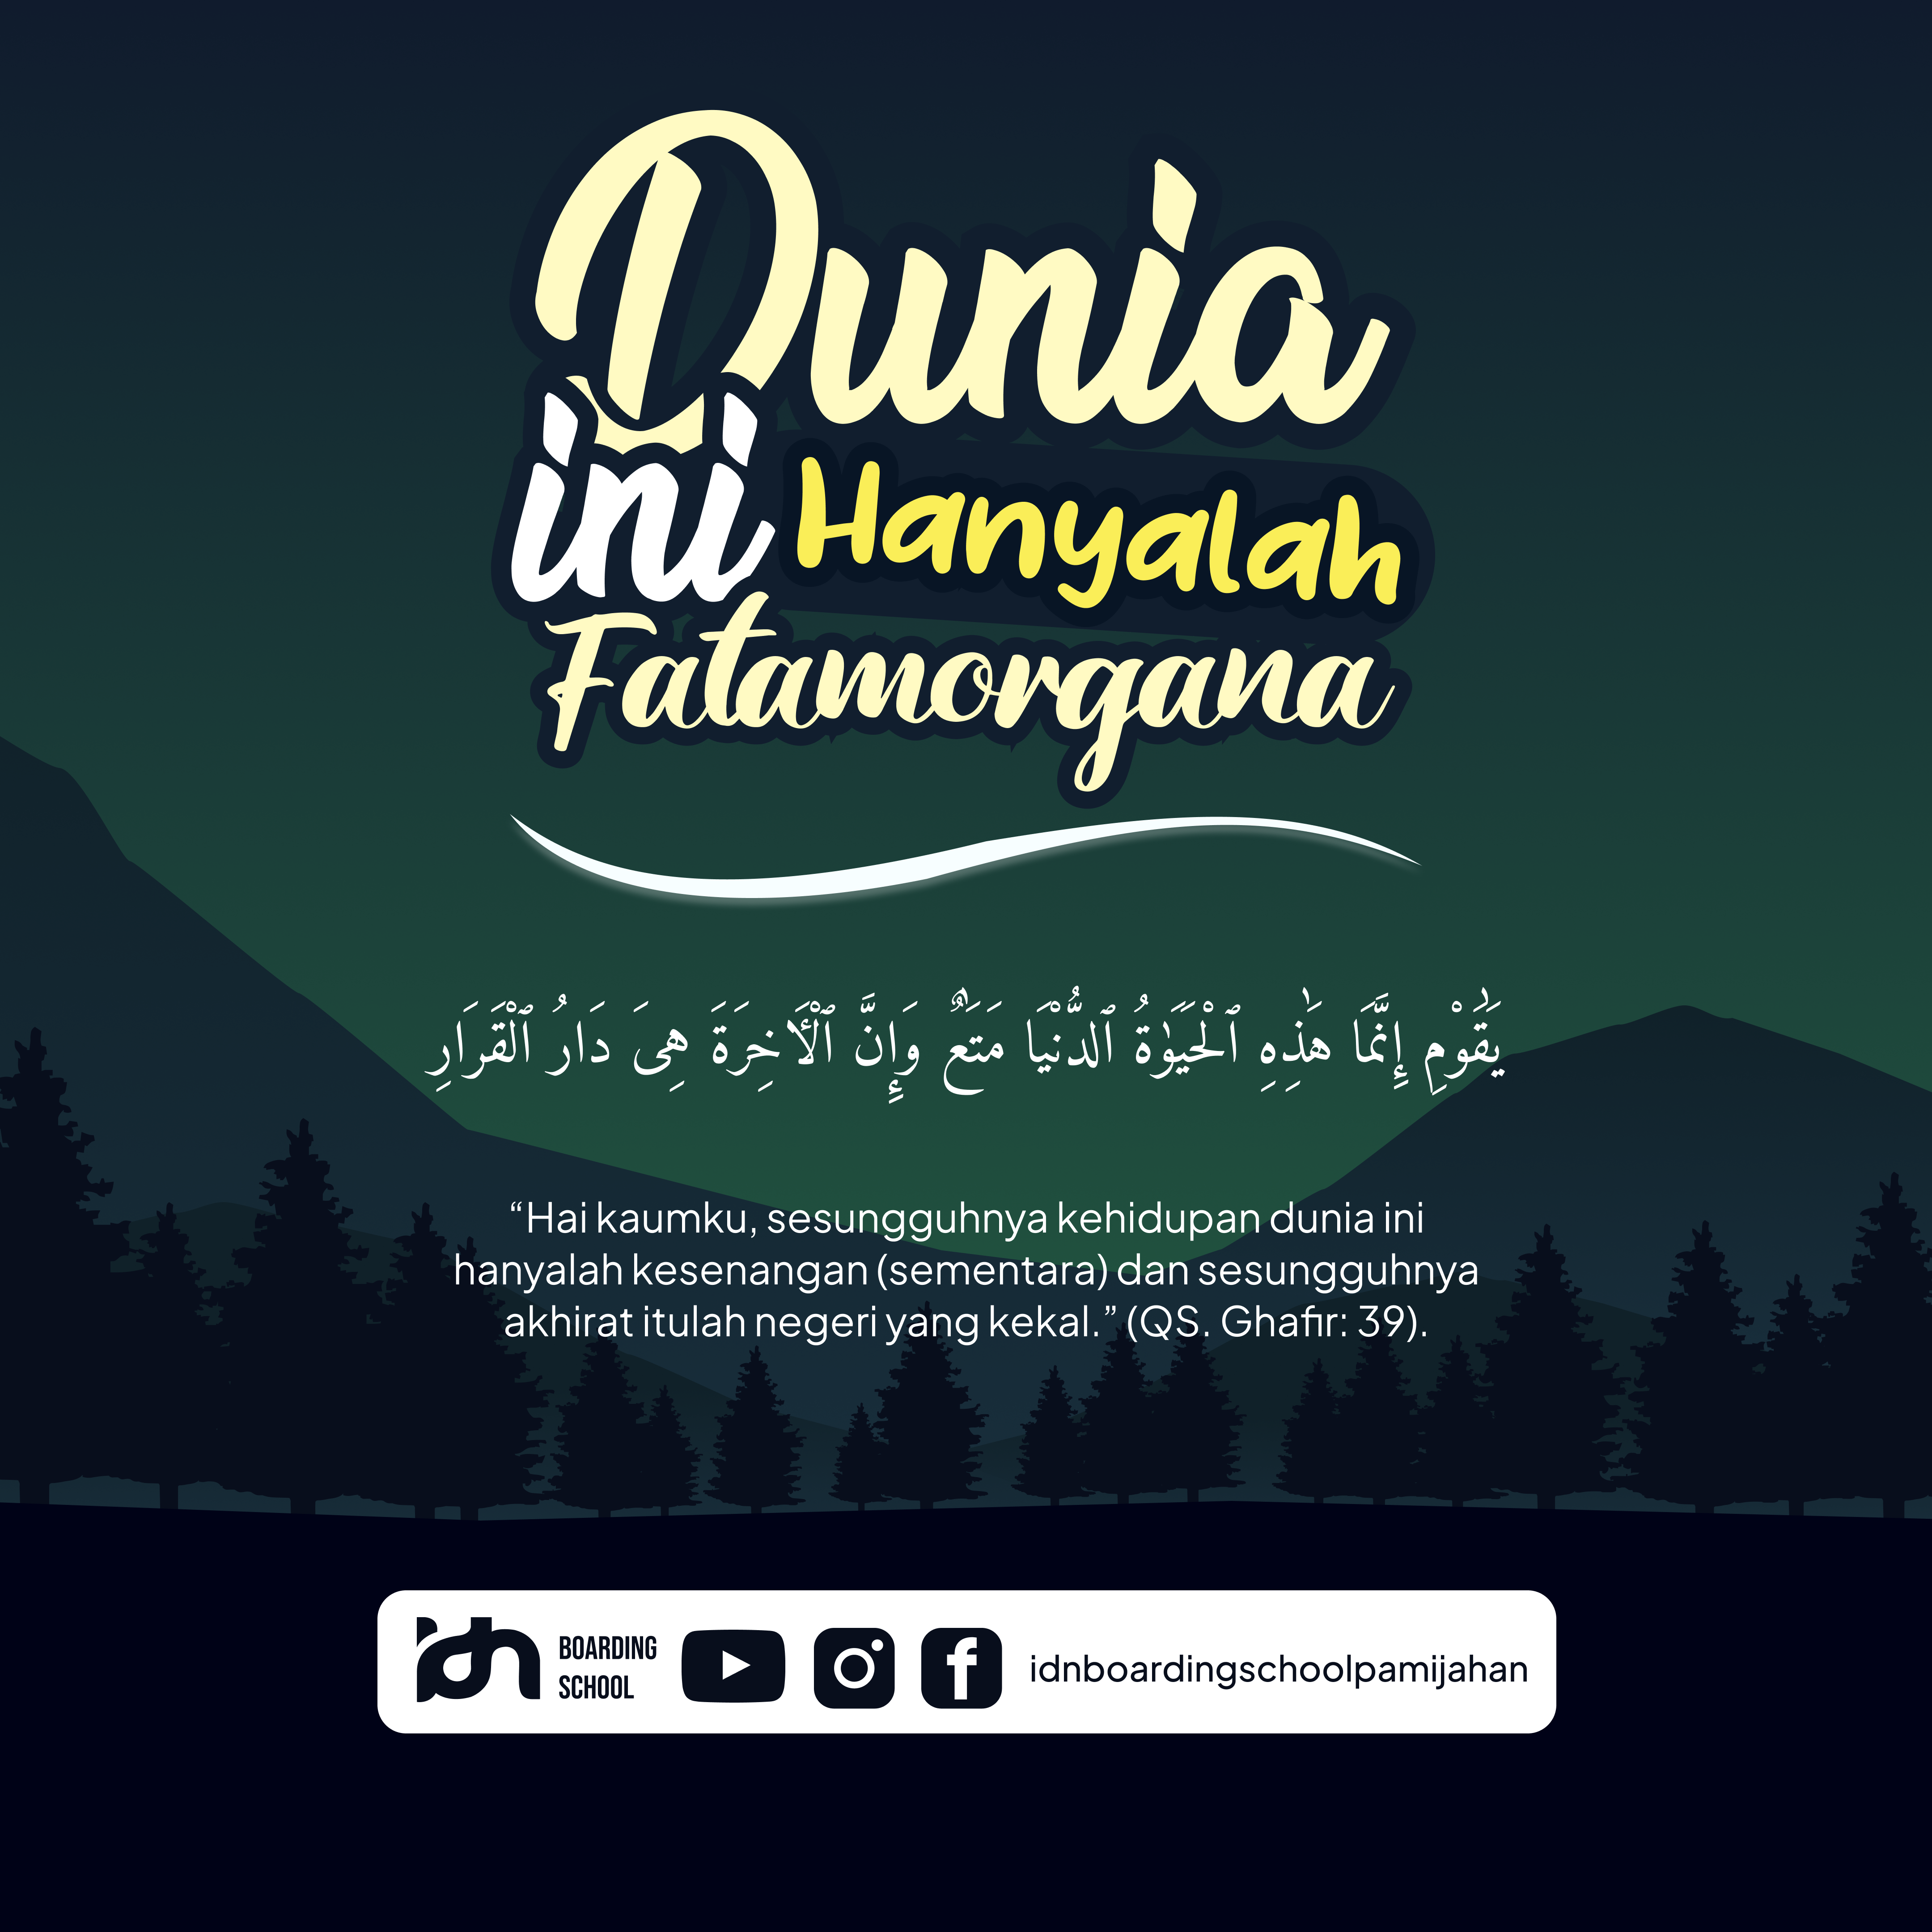 Dunia
ini Hanyalah
Fatamorgana
يَٰقَوْمِ إِنَّمَا هَٰذِهِ ٱلْحَيَوٰةُ ٱلدُّنْيَا مَتَٰعٌ وَإِنَّ ٱلْأَخِرَةَ هِىَ دَارُ ٱلْقَرَارِ
“Hai kaumku, sesungguhnya kehidupan dunia ini
hanyalah kesenangan (sementara) dan sesungguhnya
akhirat itulah negeri yang kekal.” (QS. Ghafir: 39).
idn BOARDING SCHOOL idnboardingschoolpamijahan